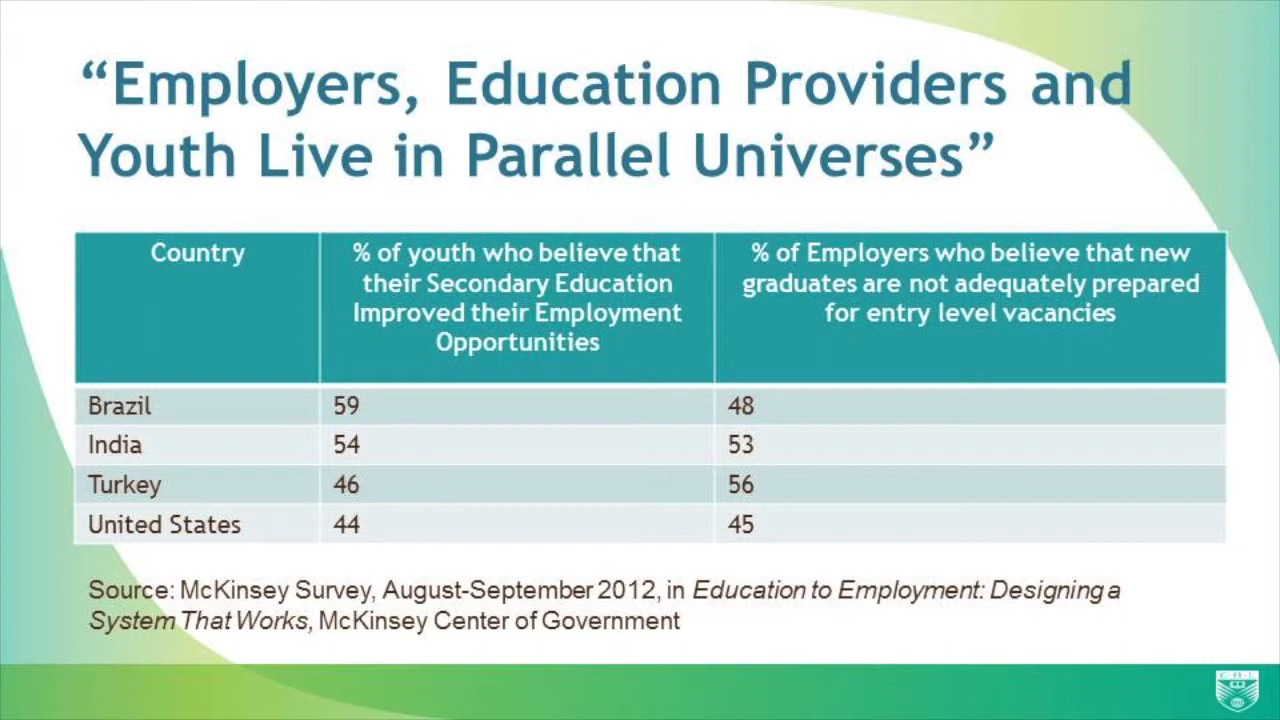 “Employers, Education Providers and
Youth Live in Parallel Universes”
Country
% of youth who believe that
their Secondary Education
Improved their Employment
Opportunities
% of Employers who believe that new
graduates are not adequately prepared
for entry level vacancies
Brazil 59 48
India 54 53
Turkey 46 56
United States 44 45
Source: McKinsey Survey, August-September 2012, in Education to Employment: Designing a
System That Works, McKinsey Center of Government